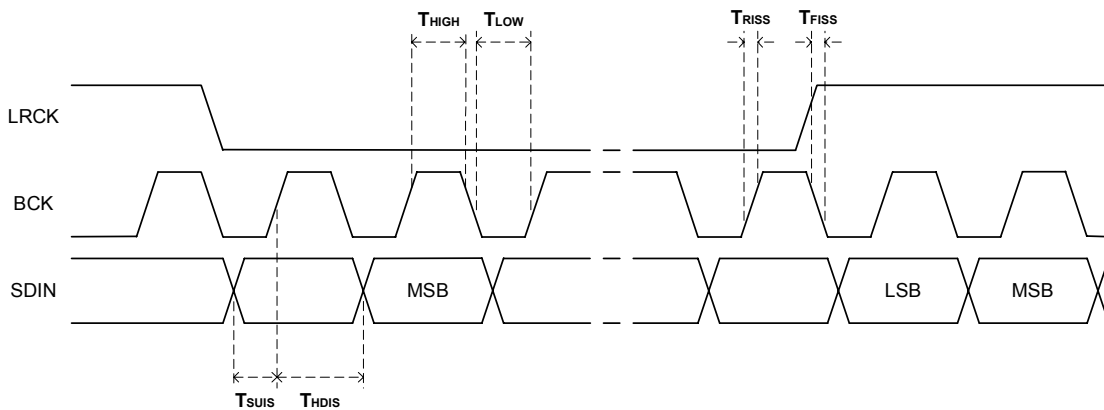 THIGH TLOW TRISS TFISS
LRCK
BCK
SDIN MSB LSB MSB
TSUIS THDIS